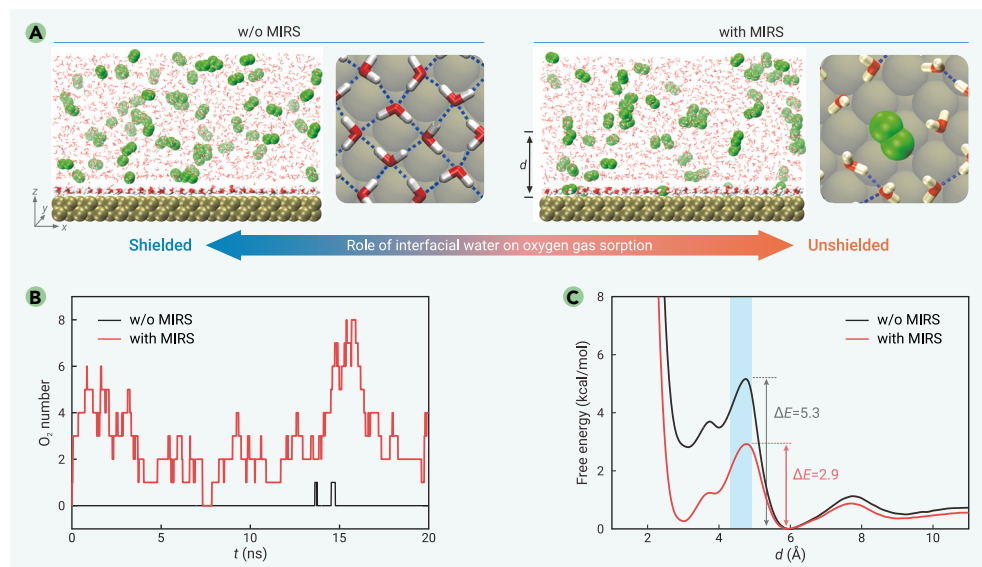 A
w/o MIRS
with MIRS
d
z
y
x
Shielded
Role of interfacial water on oxygen gas sorption
Unshielded
B
w/o MIRS
with MIRS
O2 number
8
6
4
2
0
0
5
10
15
20
t (ns)
C
w/o MIRS
with MIRS
Free energy (kcal/mol)
8
6
4
2
0
ΔE=5.3
ΔE=2.9
2
4
6
8
10
d (Å)